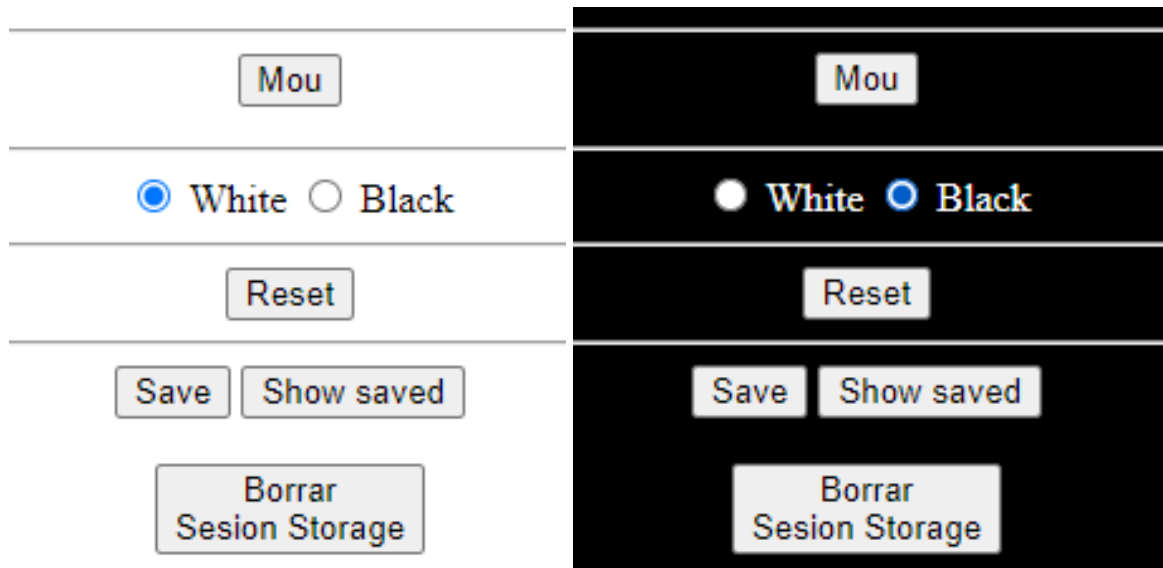 Mou
White Black
Reset
Save Show saved
Borrar
Sesion Storage
Mou
White Black
Reset
Save Show saved
Borrar
Sesion Storage